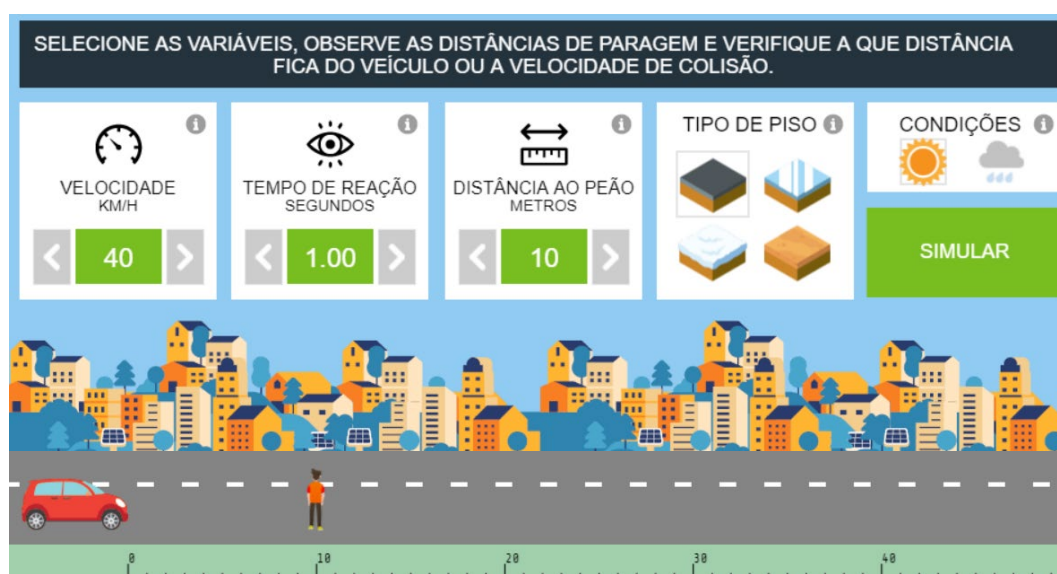 SELECIONE AS VARIÁVEIS, OBSERVE AS DISTÂNCIAS DE PARAGEM E VERIFIQUE A QUE DISTÂNCIA
FICA DO VEÍCULO OU A VELOCIDADE DE COLISÃO.
VELOCIDADE
KM/H
40
TEMPO DE REAÇÃO
SEGUNDOS
1.00
DISTÂNCIA AO PEÃO
METROS
10
TIPO DE PISO
CONDIÇÕES
SIMULAR
0 10 20 30 40